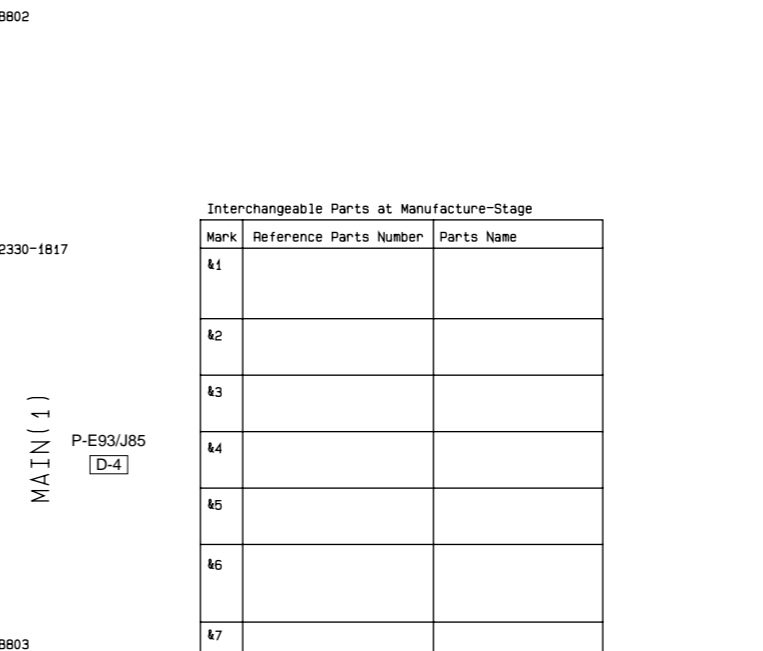 8802
Interchangeable Parts at Manufacture-Stage
Mark Reference Parts Number Parts Name
2330-1817
&1
&2
&3
MAIN(1)
P-E93/J85
D-4
&4
&5
&6
&7
8803